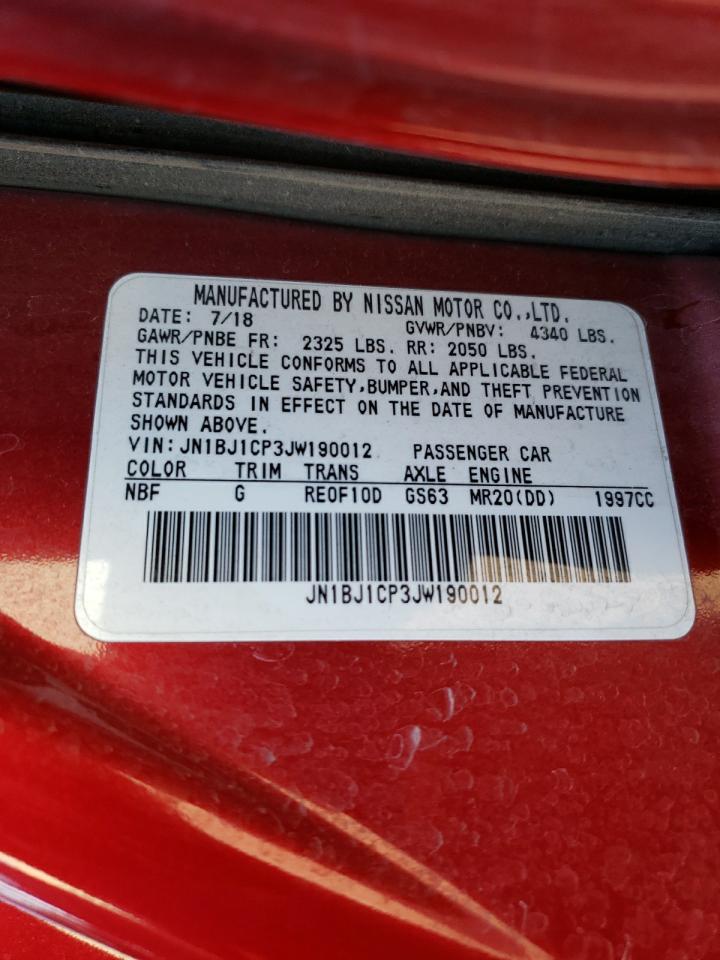 MANUFACTURED BY NISSAN MOTOR CO.,LTD.
DATE: 7/18 GVWR/PNBV: 4340 LBS.
GAWR/PNBE FR: 2325 LBS. RR: 2050 LBS.
THIS VEHICLE CONFORMS TO ALL APPLICABLE FEDERAL
MOTOR VEHICLE SAFETY,BUMPER,AND THEFT PREVENTION
STANDARDS IN EFFECT ON THE DATE OF MANUFACTURE
SHOWN ABOVE.
VIN:JN1BJ1CP3JW190012 PASSENGER CAR
COLOR TRIM TRANS AXLE ENGINE
NBF G RE0F10D GS63 MR20(DD) 1997CC
JN1BJ1CP3JW190012